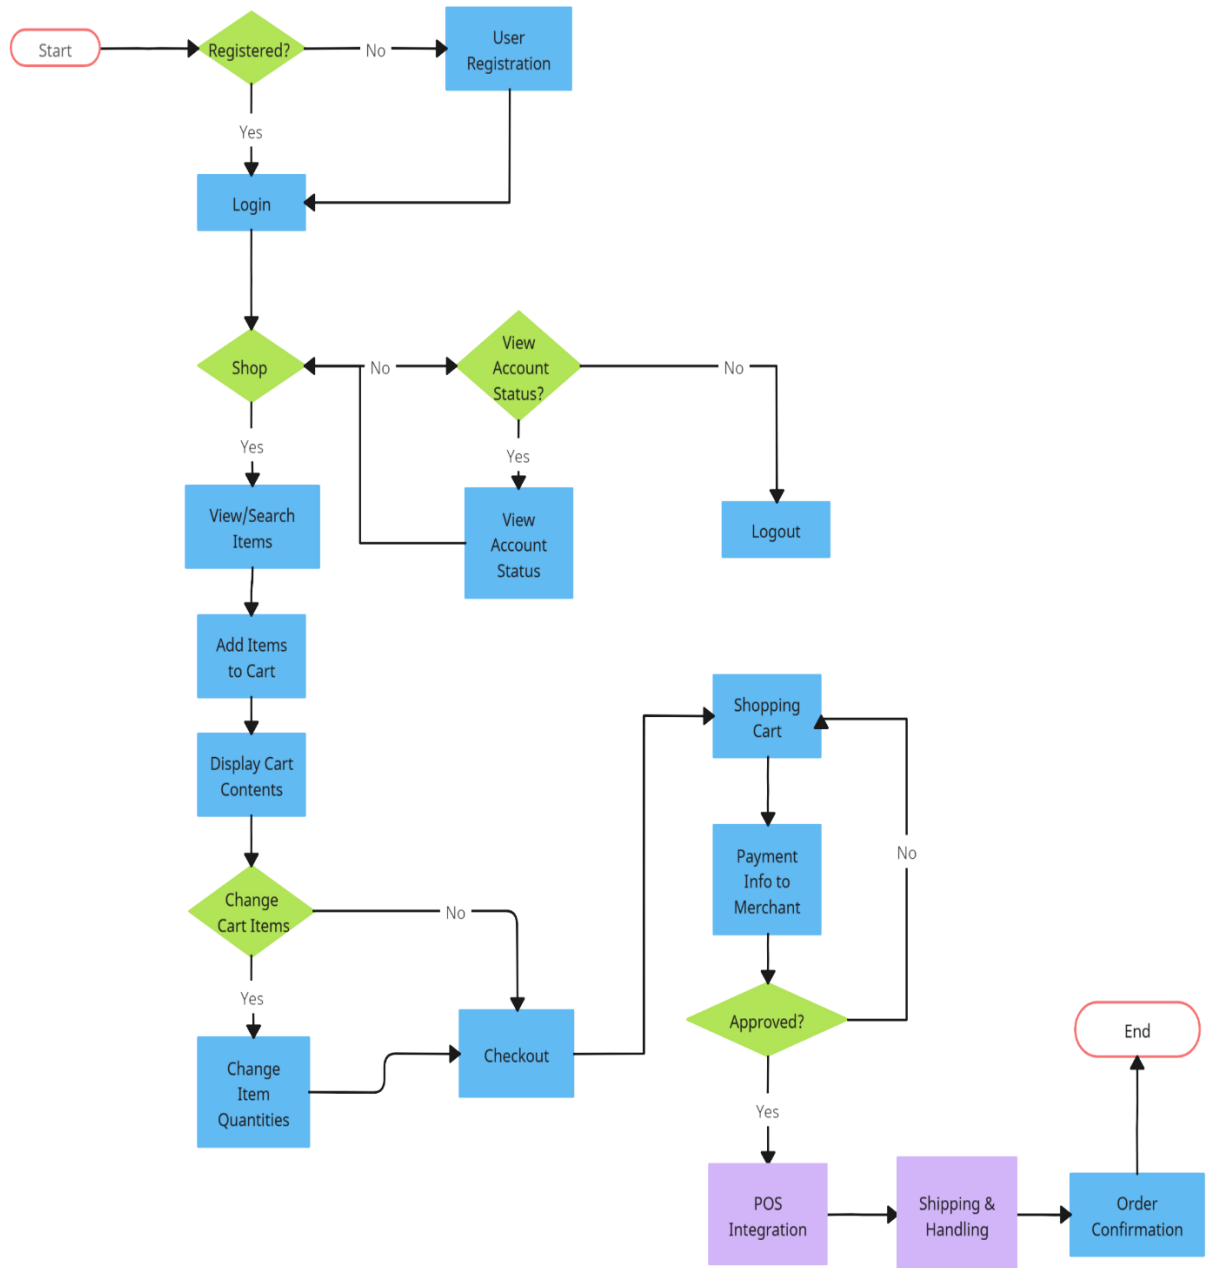 Start
Registered?
No
User
Registration
Yes
Login
Shop
No
View
Account
Status?
No
Yes
Yes
View/Search
Items
View
Account
Status
Logout
Add Items
to Cart
Display Cart
Contents
Change
Cart Items
No
Yes
Change
Item
Quantities
Checkout
Shopping
Cart
Payment
Info to
Merchant
No
Approved?
Yes
POS
Integration
Shipping &
Handling
Order
Confirmation
End